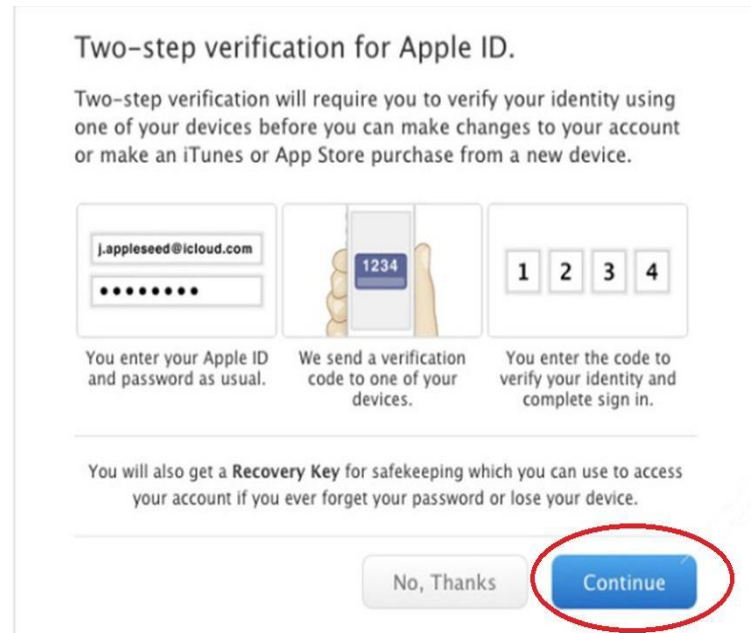 Two-step verification for Apple ID.
Two-step verification will require you to verify your identity using
one of your devices before you can make changes to your account
or make an iTunes or App Store purchase from a new device.
j.appleseed@icloud.com
••••••••
1234
1 2 3 4
You enter your Apple ID
and password as usual.
We send a verification
code to one of your
devices.
You enter the code to
verify your identity and
complete sign in.
You will also get a Recovery Key for safekeeping which you can use to access
your account if you ever forget your password or lose your device.
No, Thanks
Continue